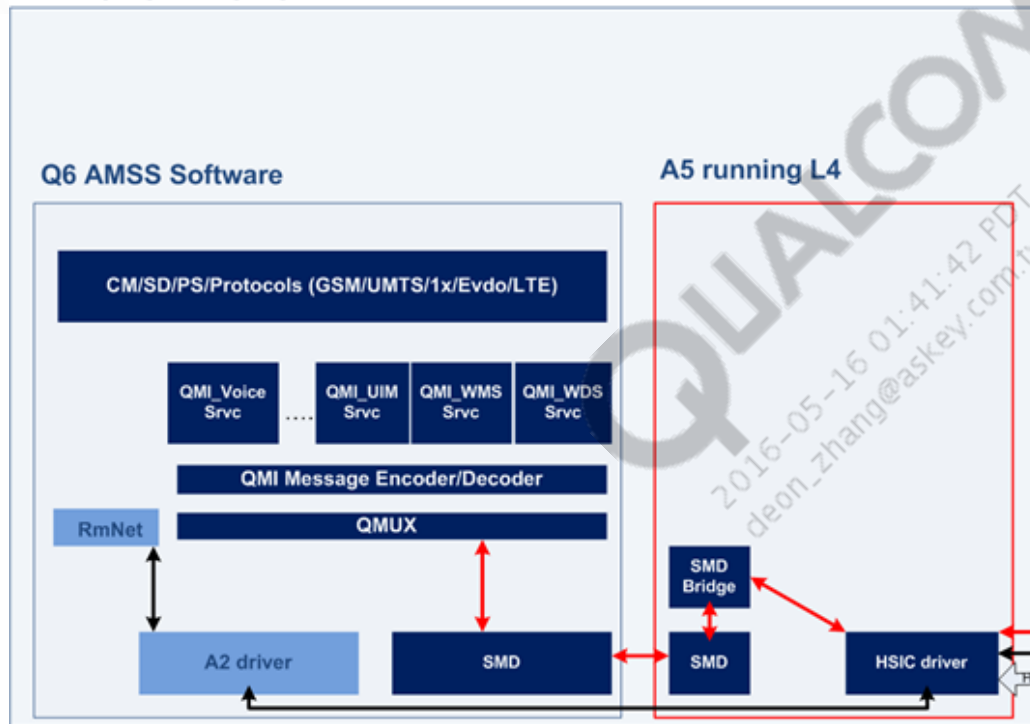 Q6 AMSS Software
A5 running L4
CM/SD/PS/Protocols (GSM/UMTS/1x/Evdo/LTE)
QMI_Voice
Srvc
....
QMI_UIM
Srvc
QMI_WMS
Srvc
QMI_WDS
Srvc
QMI Message Encoder/Decoder
RmNet
QMUX
SMD
Bridge
A2 driver
SMD
SMD
HSIC driver
H
QUALCOM
2016-05-16 01:41:42 PDT
deon_zhang@askey.com.tw